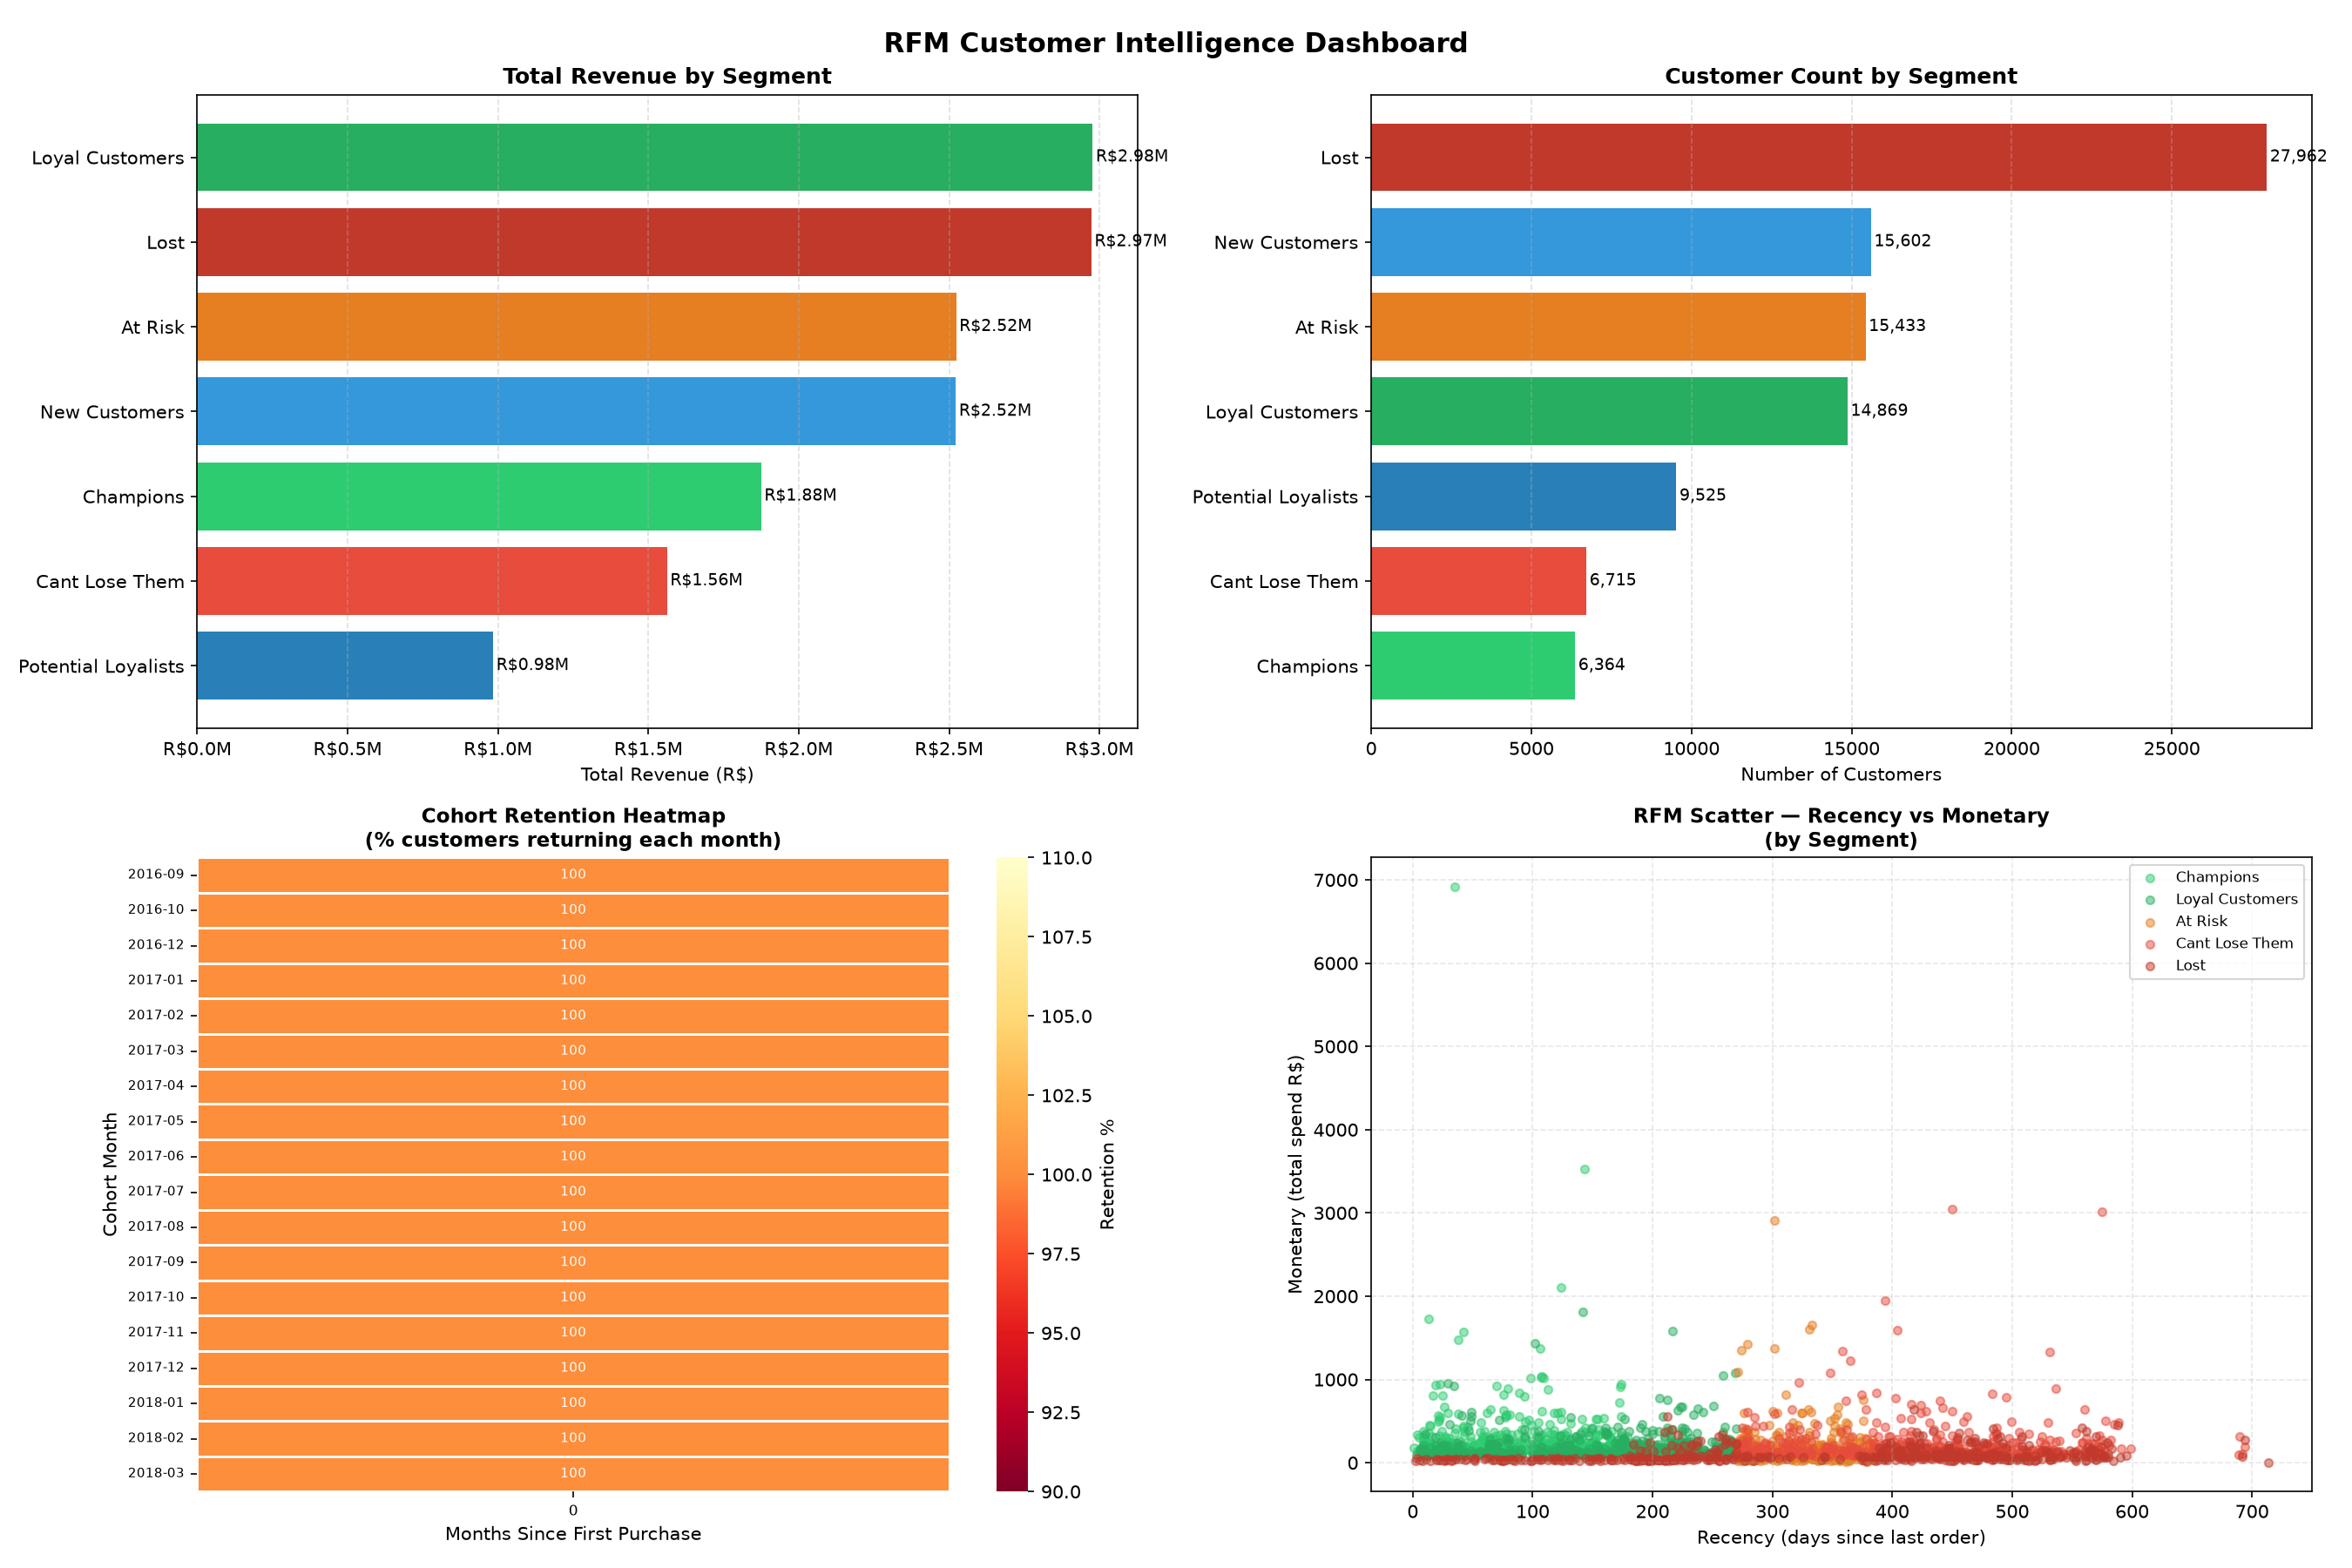 RFM Customer Intelligence Dashboard
Total Revenue by Segment
Loyal Customers
R$2.98M
Lost
R$2.97M
At Risk
R$2.52M
New Customers
R$2.52M
Champions
R$1.88M
Cant Lose Them
R$1.56M
Potential Loyalists
R$0.98M
R$0.0M R$0.5M R$1.0M R$1.5M R$2.0M R$2.5M R$3.0M
Total Revenue (R$)
Customer Count by Segment
Lost
27,962
New Customers
15,602
At Risk
15,433
Loyal Customers
14,869
Potential Loyalists
9,525
Cant Lose Them
6,715
Champions
6,364
0 5000 10000 15000 20000 25000
Number of Customers
Cohort Retention Heatmap
(% customers returning each month)
Cohort Month
2016-09 100
2016-10 100
2016-12 100
2017-01 100
2017-02 100
2017-03 100
2017-04 100
2017-05 100
2017-06 100
2017-07 100
2017-08 100
2017-09 100
2017-10 100
2017-11 100
2017-12 100
2018-01 100
2018-02 100
2018-03 100
0
Months Since First Purchase
110.0
107.5
105.0
102.5
100.0
97.5
95.0
92.5
90.0
Retention %
RFM Scatter — Recency vs Monetary
(by Segment)
Champions
Loyal Customers
At Risk
Cant Lose Them
Lost
Monetary (total spend R$)
7000
6000
5000
4000
3000
2000
1000
0
0 100 200 300 400 500 600 700
Recency (days since last order)